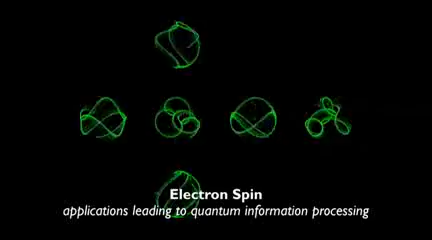 Electron Spin
applications leading to quantum information processing